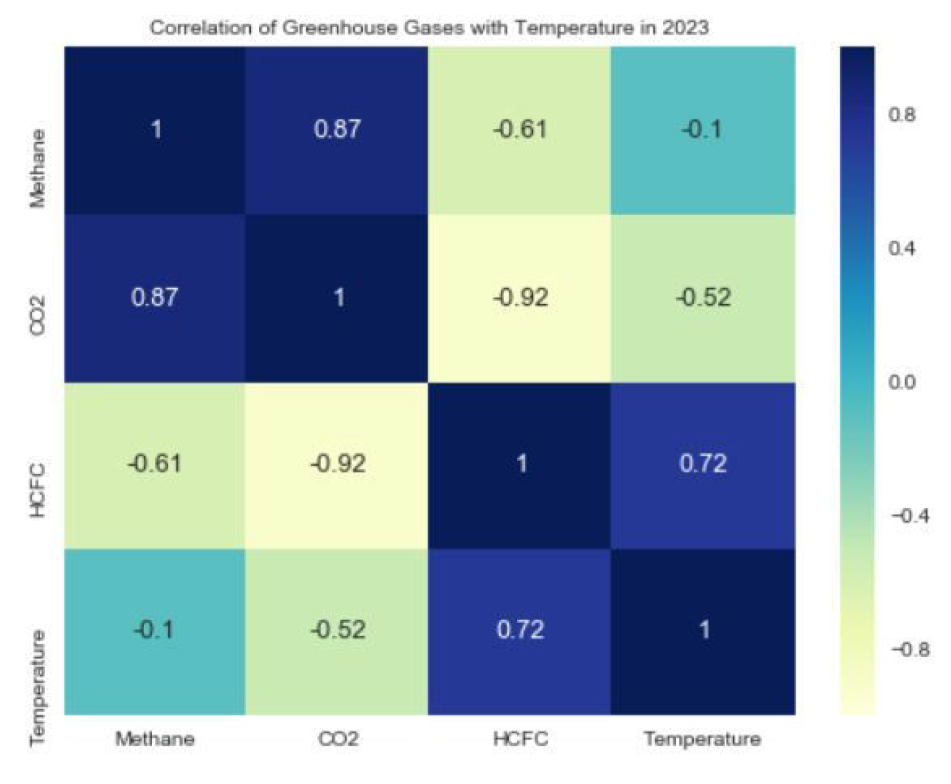 Correlation of Greenhouse Gases with Temperature in 2023
Methane
1
0.87
-0.61
-0.1
CO2
0.87
1
-0.92
-0.52
HCFC
-0.61
-0.92
1
0.72
Temperature
-0.1
-0.52
0.72
1
Methane
CO2
HCFC
Temperature
0.8
0.4
0.0
−0.4
−0.8